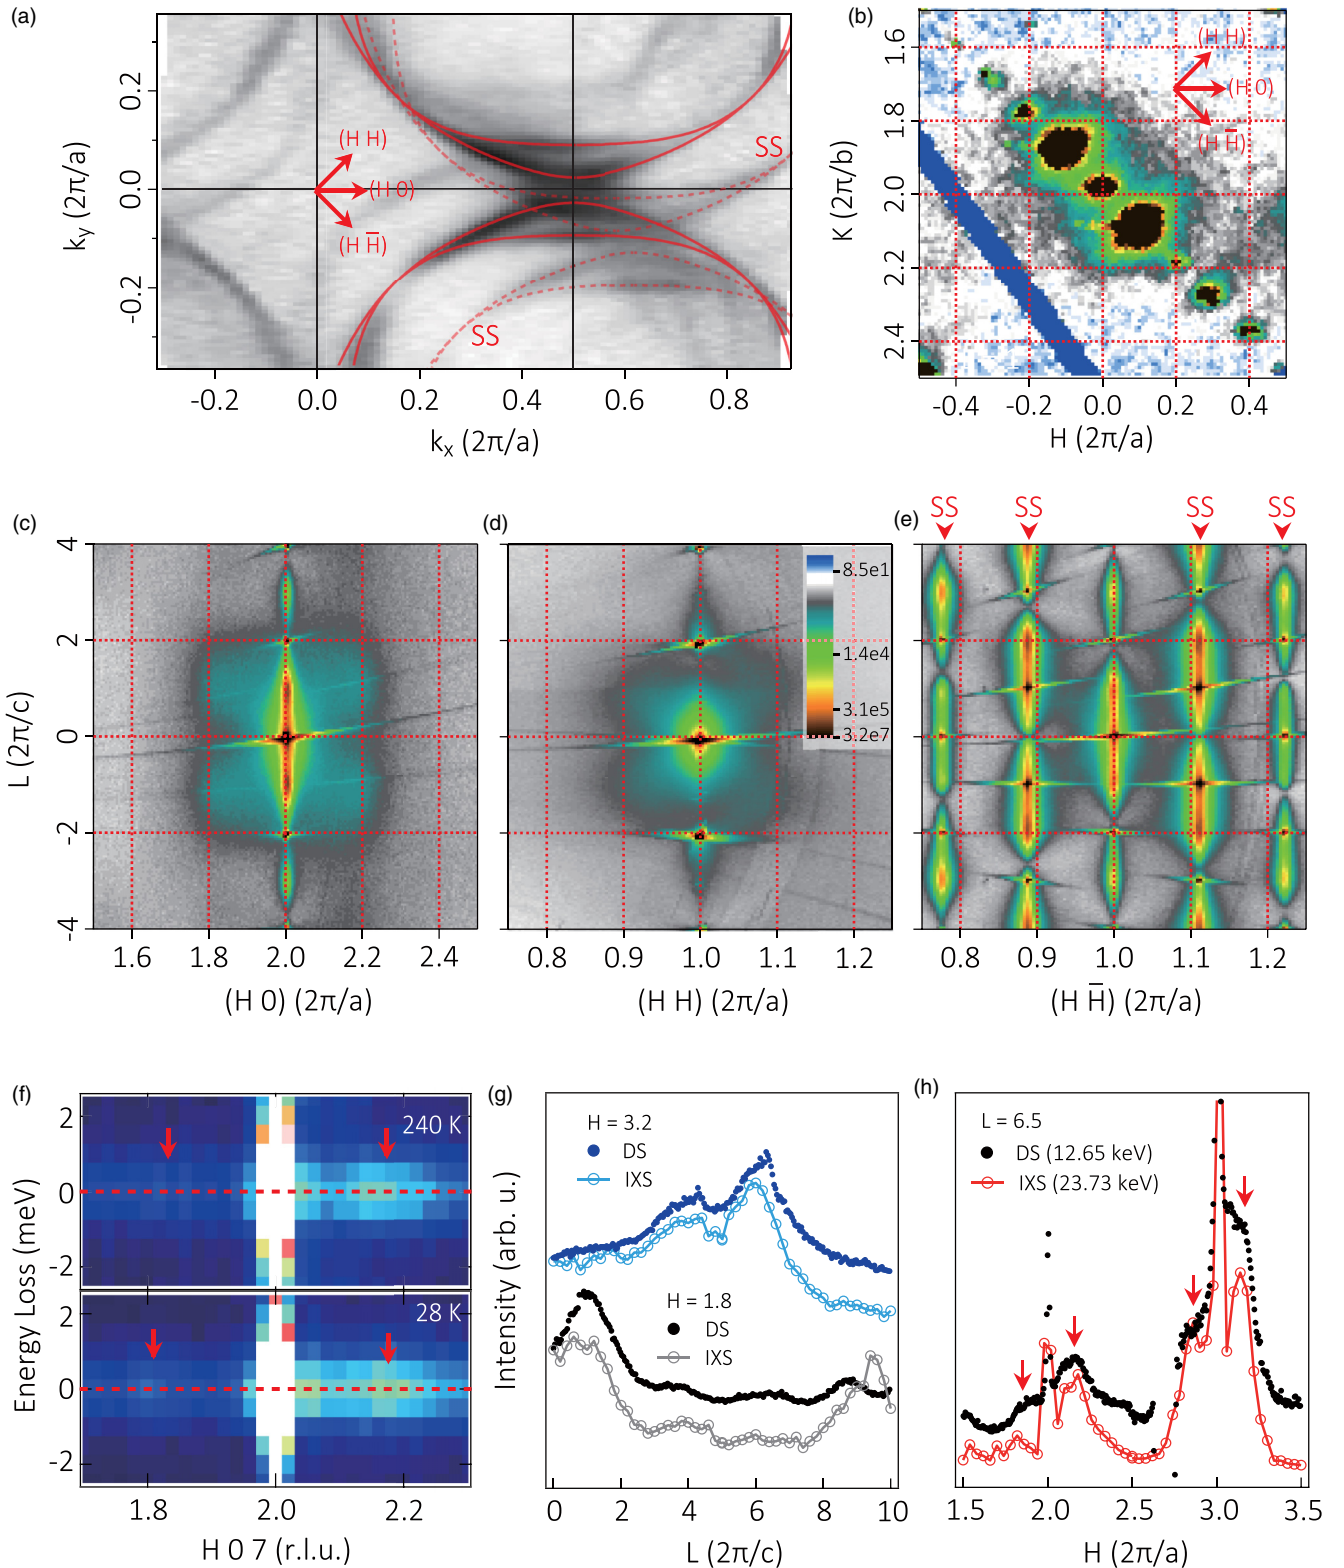 (a)
k_y (2π/a)
0.2
0.0
-0.2
(H H)
(H 0)
(H H̅)
SS
SS
-0.2 0.0 0.2 0.4 0.6 0.8
k_x (2π/a)
(b)
K (2π/b)
1.6
1.8
2.0
2.2
2.4
(H H)
(H 0)
(H H̅)
-0.4 -0.2 0.0 0.2 0.4
H (2π/a)
(c)
L (2π/c)
4
2
0
-2
-4
1.6 1.8 2.0 2.2 2.4
(H 0) (2π/a)
(d)
8.5e1
1.4e4
3.1e5
3.2e7
0.8 0.9 1.0 1.1 1.2
(H H) (2π/a)
(e)
SS SS SS SS
0.8 0.9 1.0 1.1 1.2
(H H̅) (2π/a)
(f)
Energy Loss (meV)
2
0
-2
240 K
2
0
-2
28 K
1.8 2.0 2.2
H 0 7 (r.l.u.)
(g)
Intensity (arb. u.)
H = 3.2
DS
IXS
H = 1.8
DS
IXS
0 2 4 6 8 10
L (2π/c)
(h)
L = 6.5
DS (12.65 keV)
IXS (23.73 keV)
1.5 2.0 2.5 3.0 3.5
H (2π/a)